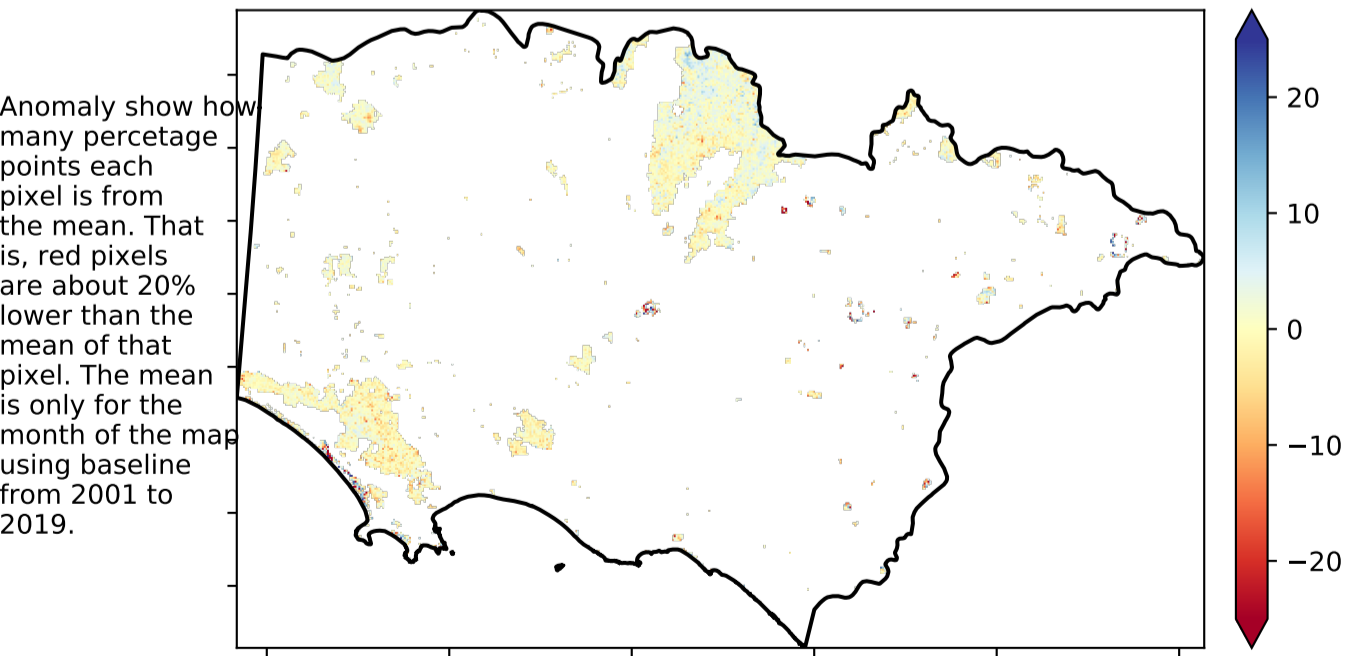 Anomaly show how
many percetage
points each
pixel is from
the mean. That
is, red pixels
are about 20%
lower than the
mean of that
pixel. The mean
is only for the
month of the map
using baseline
from 2001 to
2019.
20
10
0
−10
−20